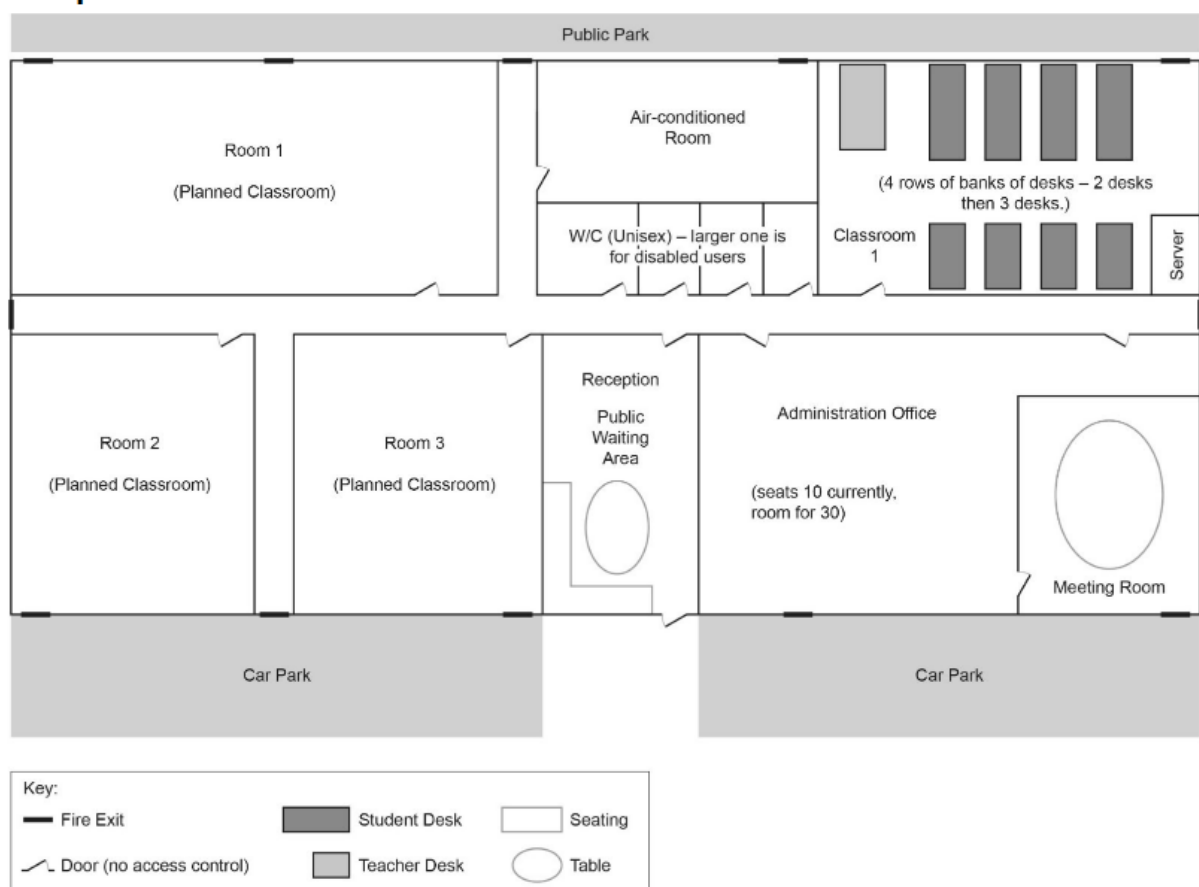 Public Park
Room 1
(Planned Classroom)
Air-conditioned
Room
W/C (Unisex) – larger one is
for disabled users
(4 rows of banks of desks – 2 desks
then 3 desks.)
Classroom
1
Server
Room 2
(Planned Classroom)
Room 3
(Planned Classroom)
Reception
Public
Waiting
Area
Administration Office
(seats 10 currently,
room for 30)
Meeting Room
Car Park
Car Park
Key:
Fire Exit
Student Desk
Seating
Door (no access control)
Teacher Desk
Table